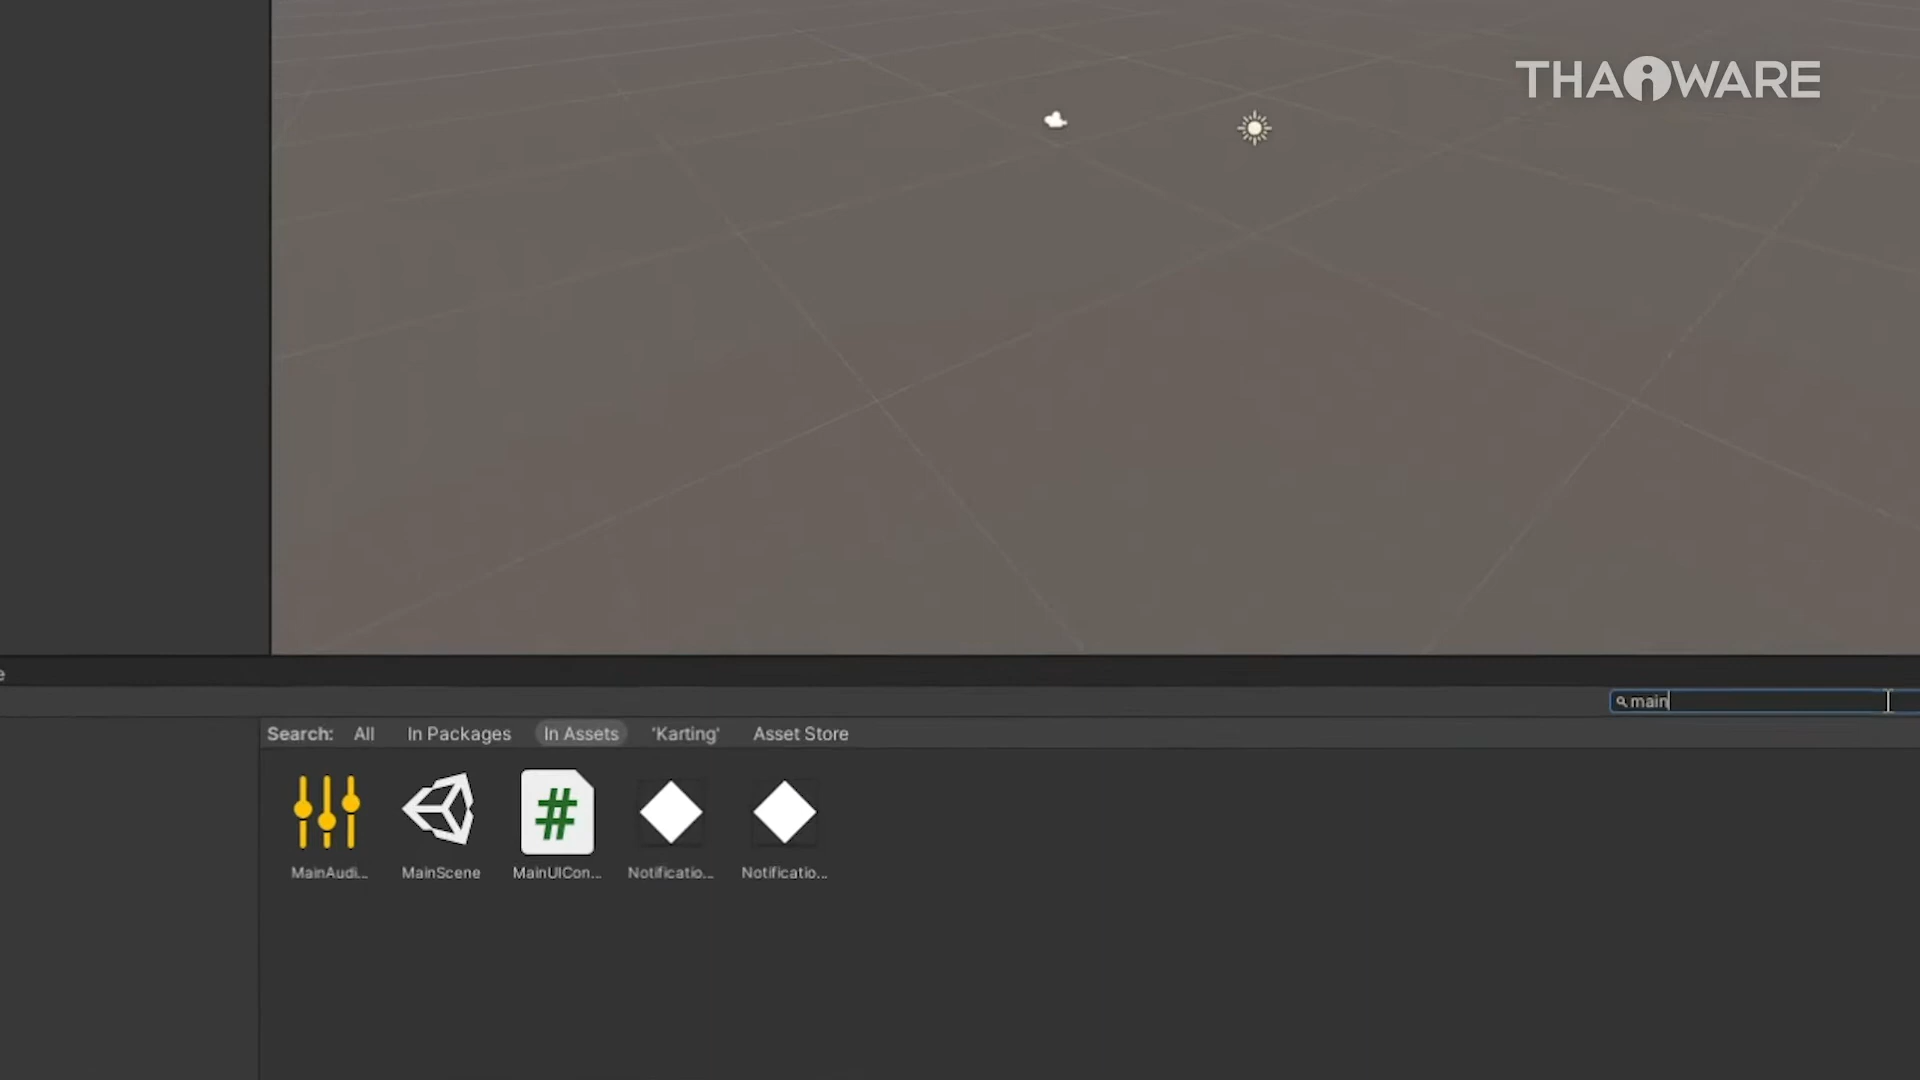 THAiWARE
e
main
Search: All In Packages In Assets 'Karting' Asset Store
MainAudi... MainScene MainUICon... Notificatio... Notificatio...